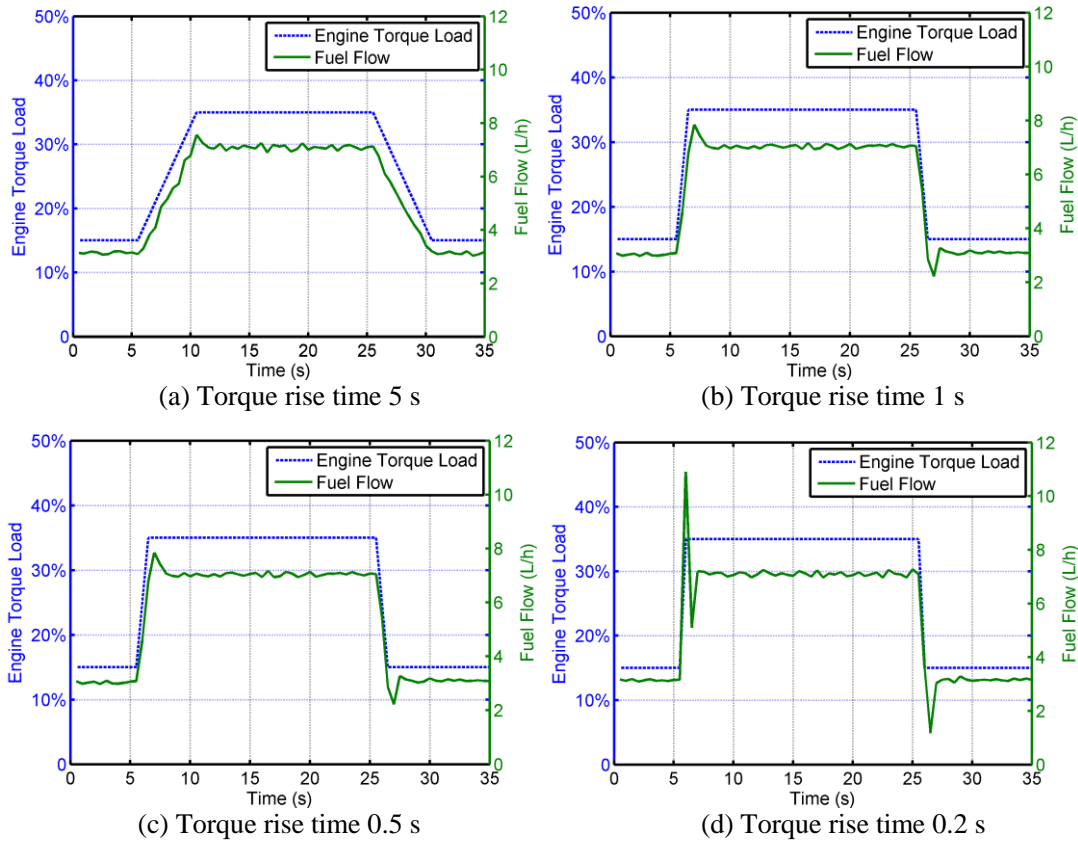 50%
40%
30%
20%
10%
0
Engine Torque Load
Engine Torque Load
Fuel Flow
12
10
8
6
4
2
0
Fuel Flow (L/h)
0 5 10 15 20 25 30 35
Time (s)
(a) Torque rise time 5 s
50%
40%
30%
20%
10%
0
Engine Torque Load
Engine Torque Load
Fuel Flow
12
10
8
6
4
2
0
Fuel Flow (L/h)
0 5 10 15 20 25 30 35
Time (s)
(b) Torque rise time 1 s
50%
40%
30%
20%
10%
0
Engine Torque Load
Engine Torque Load
Fuel Flow
12
10
8
6
4
2
0
Fuel Flow (L/h)
0 5 10 15 20 25 30 35
Time (s)
(c) Torque rise time 0.5 s
50%
40%
30%
20%
10%
0
Engine Torque Load
Engine Torque Load
Fuel Flow
12
10
8
6
4
2
0
Fuel Flow (L/h)
0 5 10 15 20 25 30 35
Time (s)
(d) Torque rise time 0.2 s